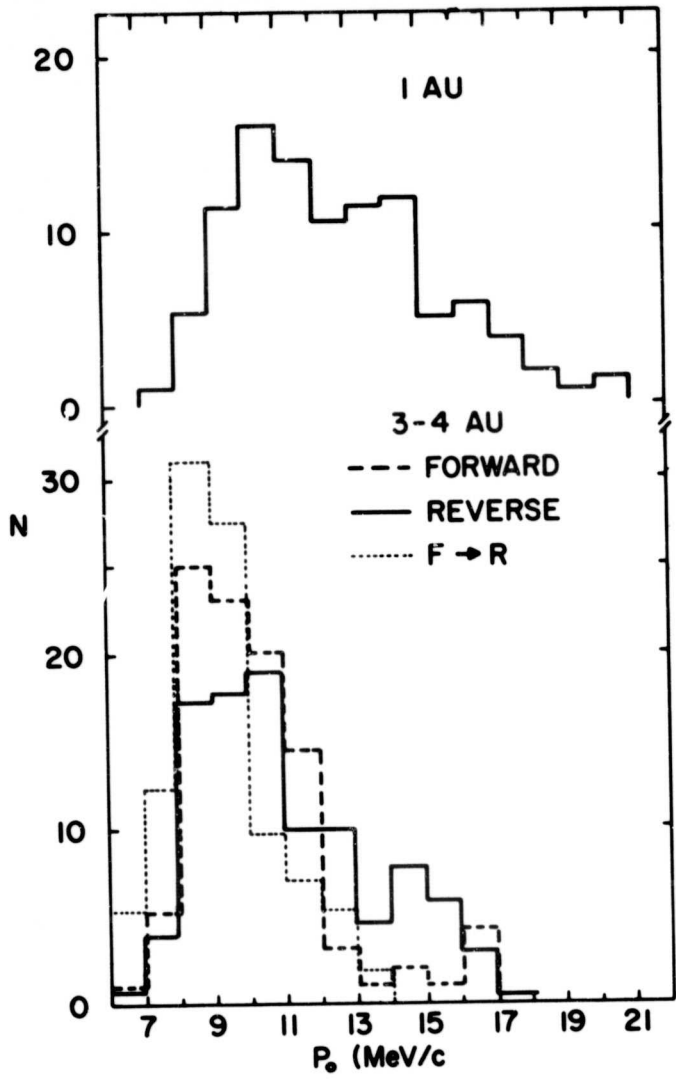 20
1 AU
10
0
3-4 AU
FORWARD
30
REVERSE
N
F → R
20
10
0
7 9 11 13 15 17 19 21
P₀ (MeV/c